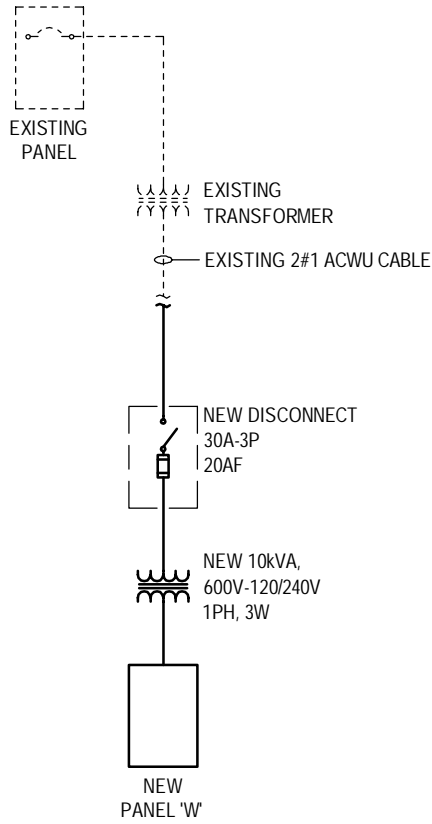 EXISTING
PANEL
EXISTING
TRANSFORMER
EXISTING 2#1 ACWU CABLE
NEW DISCONNECT
30A-3P
20AF
NEW 10kVA,
600V-120/240V
1PH, 3W
NEW
PANEL 'W'